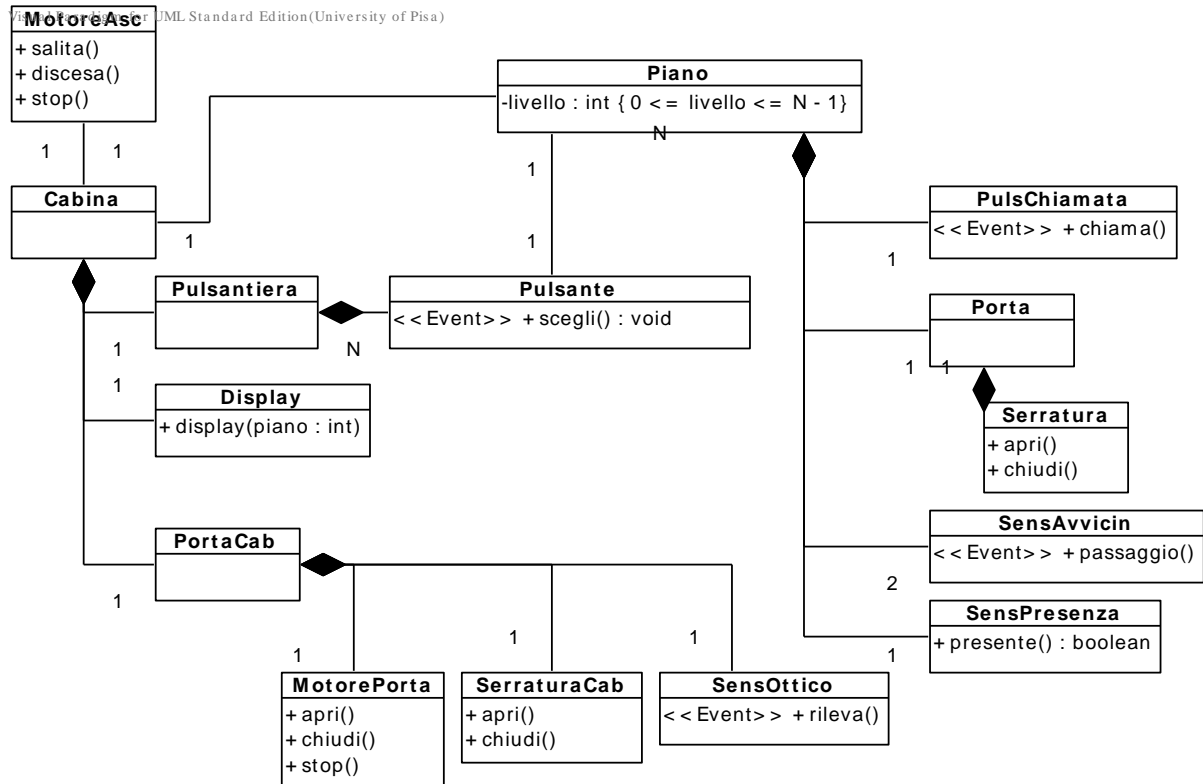 Visual Paradigm for UML Standard Edition(University of Pisa)
MotoreAsc
+ salita()
+ discesa()
+ stop()
1 1
Cabina
1
Piano
-livello : int { 0 <= livello <= N - 1}
N
1
1
Pulsantiera
1
N
Pulsante
<<Event>> + scegli() : void
Display
+ display(piano : int)
1
PortaCab
1
1
MotorePorta
+ apri()
+ chiudi()
+ stop()
1
SerraturaCab
+ apri()
+ chiudi()
1
SensOttico
<<Event>> + rileva()
PulsChiamata
<<Event>> + chiama()
1
Porta
1 1
Serratura
+ apri()
+ chiudi()
SensAvvicin
<<Event>> + passaggio()
2
SensPresenza
+ presente() : boolean
1